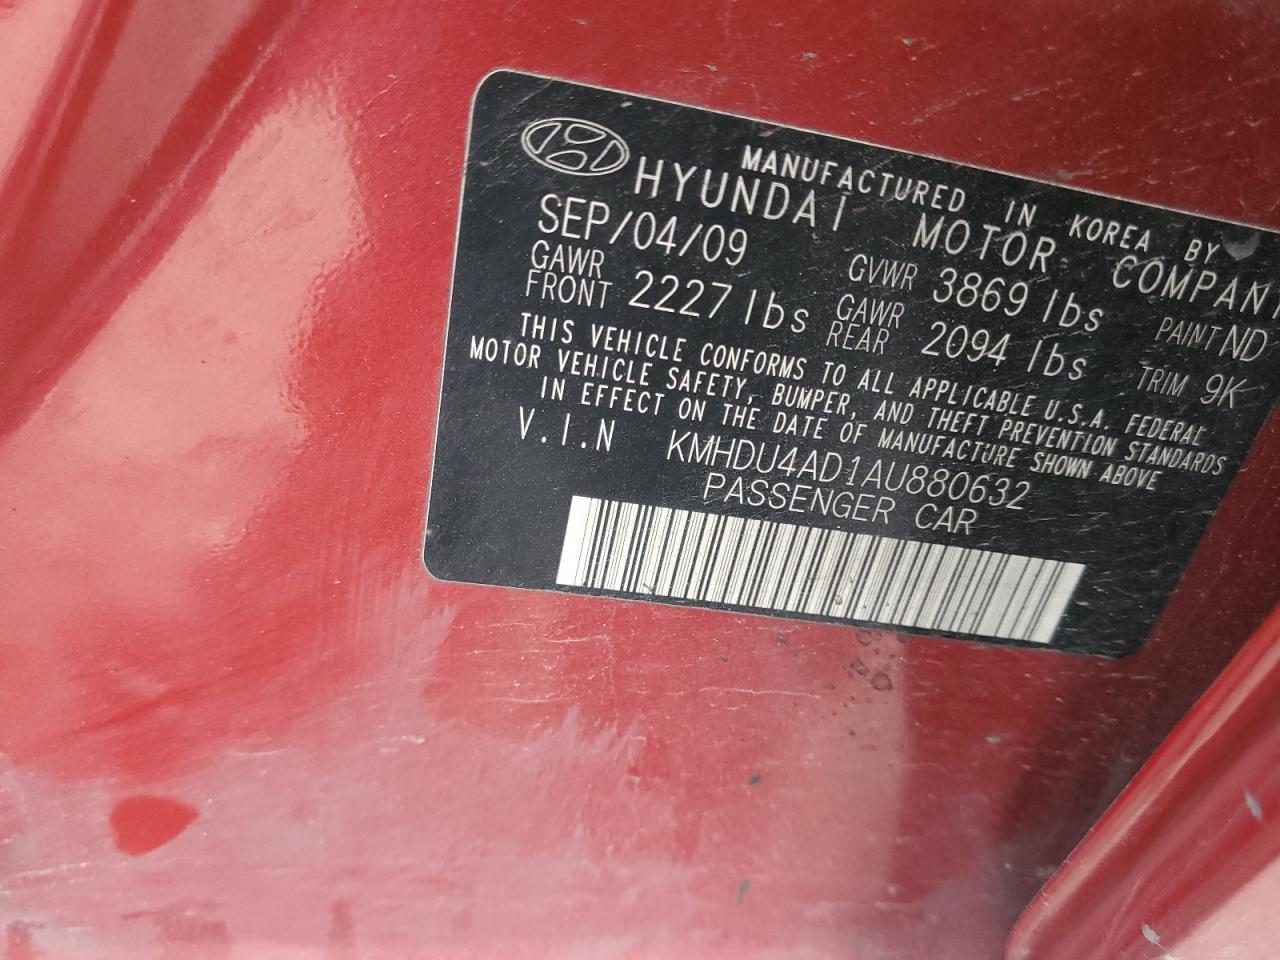 MANUFACTURED IN KOREA BY
HYUNDAI MOTOR COMPANY
SEP/04/09 GVWR 3869 lbs PAINT ND
GAWR FRONT 2227 lbs GAWR REAR 2094 lbs TRIM 9K
THIS VEHICLE CONFORMS TO ALL APPLICABLE U.S.A. FEDERAL
MOTOR VEHICLE SAFETY, BUMPER, AND THEFT PREVENTION STANDARDS
IN EFFECT ON THE DATE OF MANUFACTURE SHOWN ABOVE
V.I.N KMHDU4AD1AU880632
PASSENGER CAR